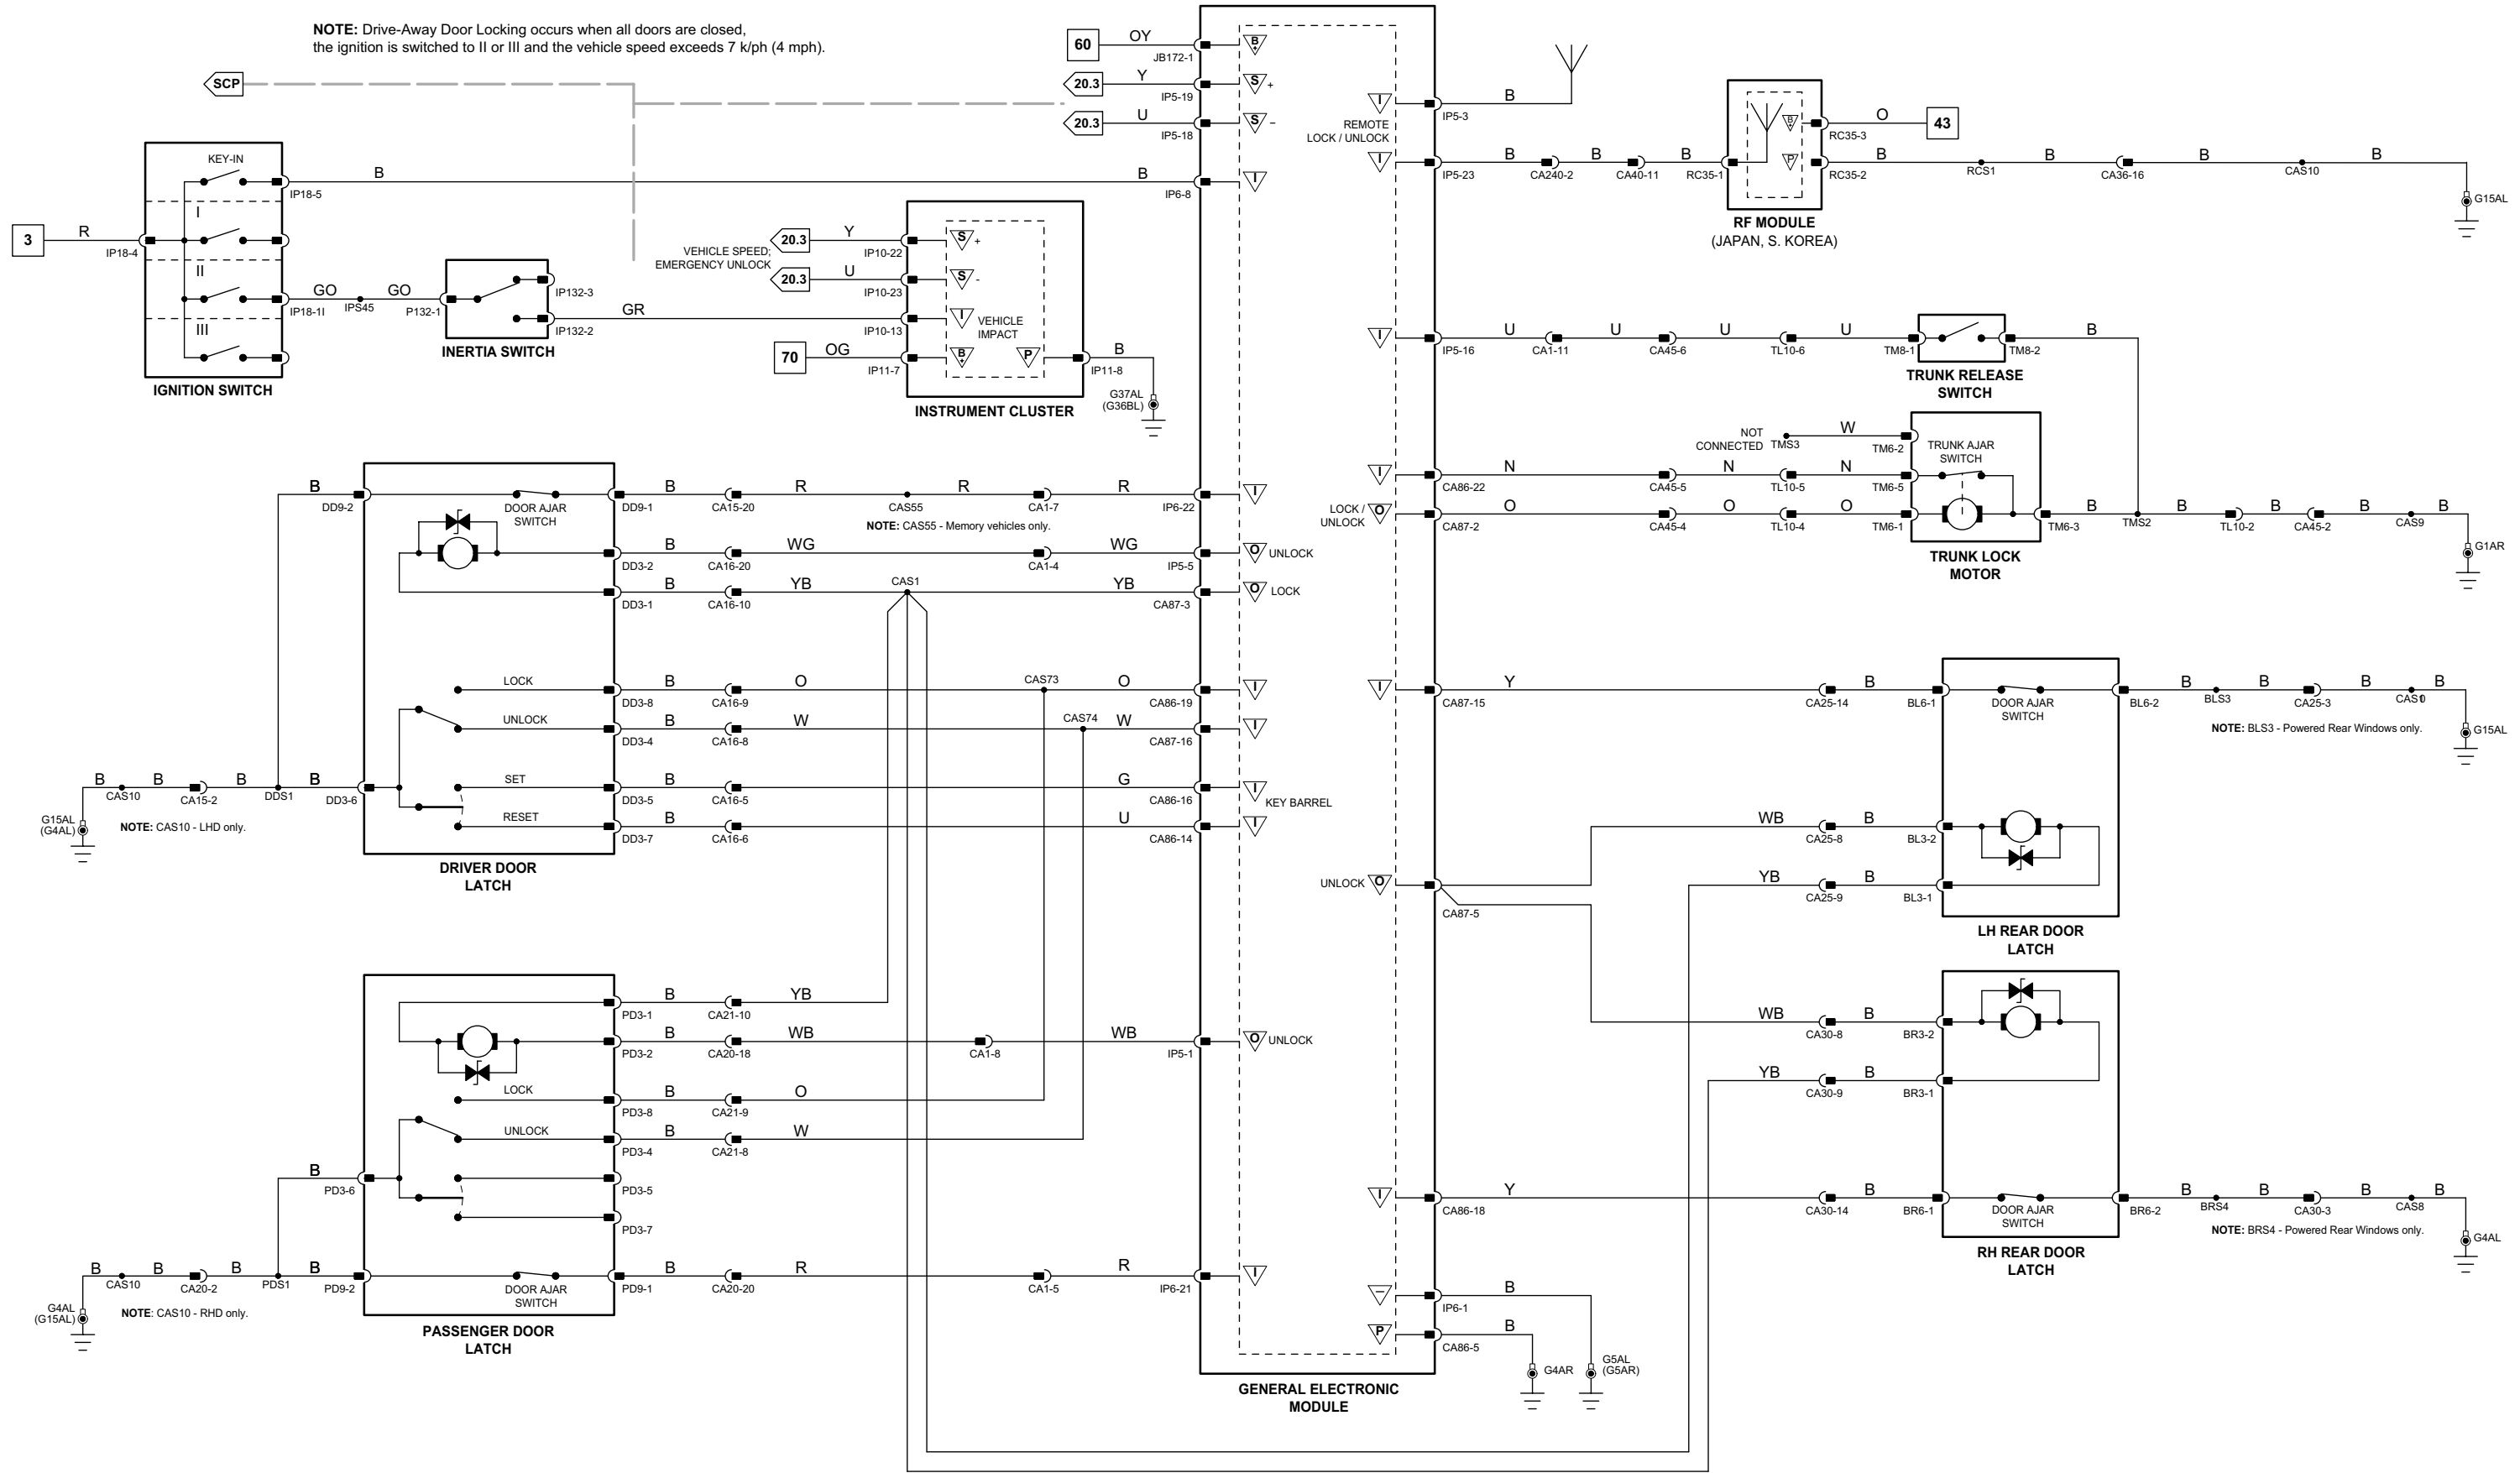 NOTE: Drive-Away Door Locking occurs when all doors are closed,
the ignition is switched to II or III and the vehicle speed exceeds 7 k/ph (4 mph).
SCP
60
OY
JB172-1
B
+
20.3
Y
IP5-19
S
+
20.3
U
IP5-18
S
–
KEY-IN
IP18-5
B
B
IP6-8
I
I
II
III
3
R
IP18-4
GO
GO
IP18-1I
IPS45
P132-1
IP132-3
IP132-2
GR
IGNITION SWITCH
INERTIA SWITCH
VEHICLE SPEED;
EMERGENCY UNLOCK
20.3
Y
IP10-22
S
+
20.3
U
IP10-23
S
-
IP10-13
I
VEHICLE
IMPACT
70
OG
IP11-7
B
+
P
IP11-8
B
G37AL
(G36BL)
INSTRUMENT CLUSTER
I
REMOTE
LOCK / UNLOCK
IP5-3
B
I
IP5-23
B
B
B
CA240-2
CA40-11
RC35-1
B
+
P
RC35-3
O
43
RC35-2
B
B
B
B
RCS1
CA36-16
CAS10
G15AL
RF MODULE
(JAPAN, S. KOREA)
I
IP5-16
U
U
U
U
CA1-11
CA45-6
TL10-6
TM8-1
TM8-2
B
TRUNK RELEASE
SWITCH
NOT
CONNECTED
TMS3
W
TM6-2
TRUNK AJAR
SWITCH
I
CA86-22
N
N
N
CA45-5
TL10-5
TM6-5
LOCK /
UNLOCK
O
CA87-2
O
O
O
CA45-4
TL10-4
TM6-1
TM6-3
B
B
B
B
B
TMS2
TL10-2
CA45-2
CAS9
G1AR
TRUNK LOCK
MOTOR
B
DD9-2
DOOR AJAR
SWITCH
DD9-1
B
CA15-20
R
R
R
CAS55
CA1-7
IP6-22
I
NOTE: CAS55 - Memory vehicles only.
DD3-2
B
CA16-20
WG
WG
CA1-4
IP5-5
O
UNLOCK
DD3-1
B
CA16-10
YB
CAS1
YB
CA87-3
O
LOCK
LOCK
DD3-8
B
CA16-9
O
CAS73
O
CA86-19
I
UNLOCK
DD3-4
B
CA16-8
W
CAS74
W
CA87-16
I
SET
DD3-5
B
CA16-5
G
CA86-16
I
KEY BARREL
RESET
DD3-7
B
CA16-6
U
CA86-14
I
B
B
B
B
CAS10
CA15-2
DDS1
DD3-6
G15AL
(G4AL)
NOTE: CAS10 - LHD only.
DRIVER DOOR
LATCH
I
CA87-15
Y
B
CA25-14
BL6-1
DOOR AJAR
SWITCH
BL6-2
B
B
B
B
BLS3
CA25-3
CAS10
G15AL
NOTE: BLS3 - Powered Rear Windows only.
WB
B
CA25-8
BL3-2
UNLOCK
O
CA87-5
YB
B
CA25-9
BL3-1
LH REAR DOOR
LATCH
PD3-1
B
CA21-10
YB
PD3-2
B
CA20-18
WB
CA1-8
WB
IP5-1
O
UNLOCK
LOCK
PD3-8
B
CA21-9
O
UNLOCK
PD3-4
B
CA21-8
W
B
PD3-6
PD3-5
PD3-7
B
B
B
B
CAS10
CA20-2
PDS1
PD9-2
G4AL
(G15AL)
NOTE: CAS10 - RHD only.
DOOR AJAR
SWITCH
PD9-1
B
CA20-20
R
CA1-5
R
IP6-21
I
PASSENGER DOOR
LATCH
WB
B
CA30-8
BR3-2
YB
B
CA30-9
BR3-1
I
CA86-18
Y
B
CA30-14
BR6-1
DOOR AJAR
SWITCH
BR6-2
B
B
B
B
BRS4
CA30-3
CAS8
G4AL
NOTE: BRS4 - Powered Rear Windows only.
RH REAR DOOR
LATCH
–
IP6-1
B
P
CA86-5
B
G4AR
G5AL
(G5AR)
GENERAL ELECTRONIC
MODULE